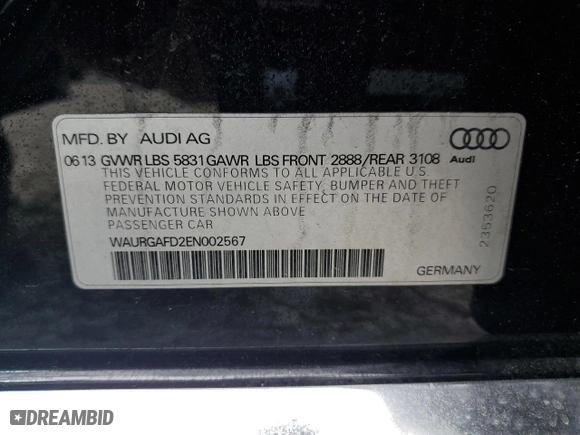 MFD. BY AUDI AG
0613 GVWR LBS 5831 GAWR LBS FRONT 2888/REAR 3108
Audi
THIS VEHICLE CONFORMS TO ALL APPLICABLE U.S.
FEDERAL MOTOR VEHICLE SAFETY, BUMPER AND THEFT
PREVENTION STANDARDS IN EFFECT ON THE DATE OF
MANUFACTURE SHOWN ABOVE
PASSENGER CAR
WAURGAFD2EN002567
2353620
GERMANY
DREAMBID